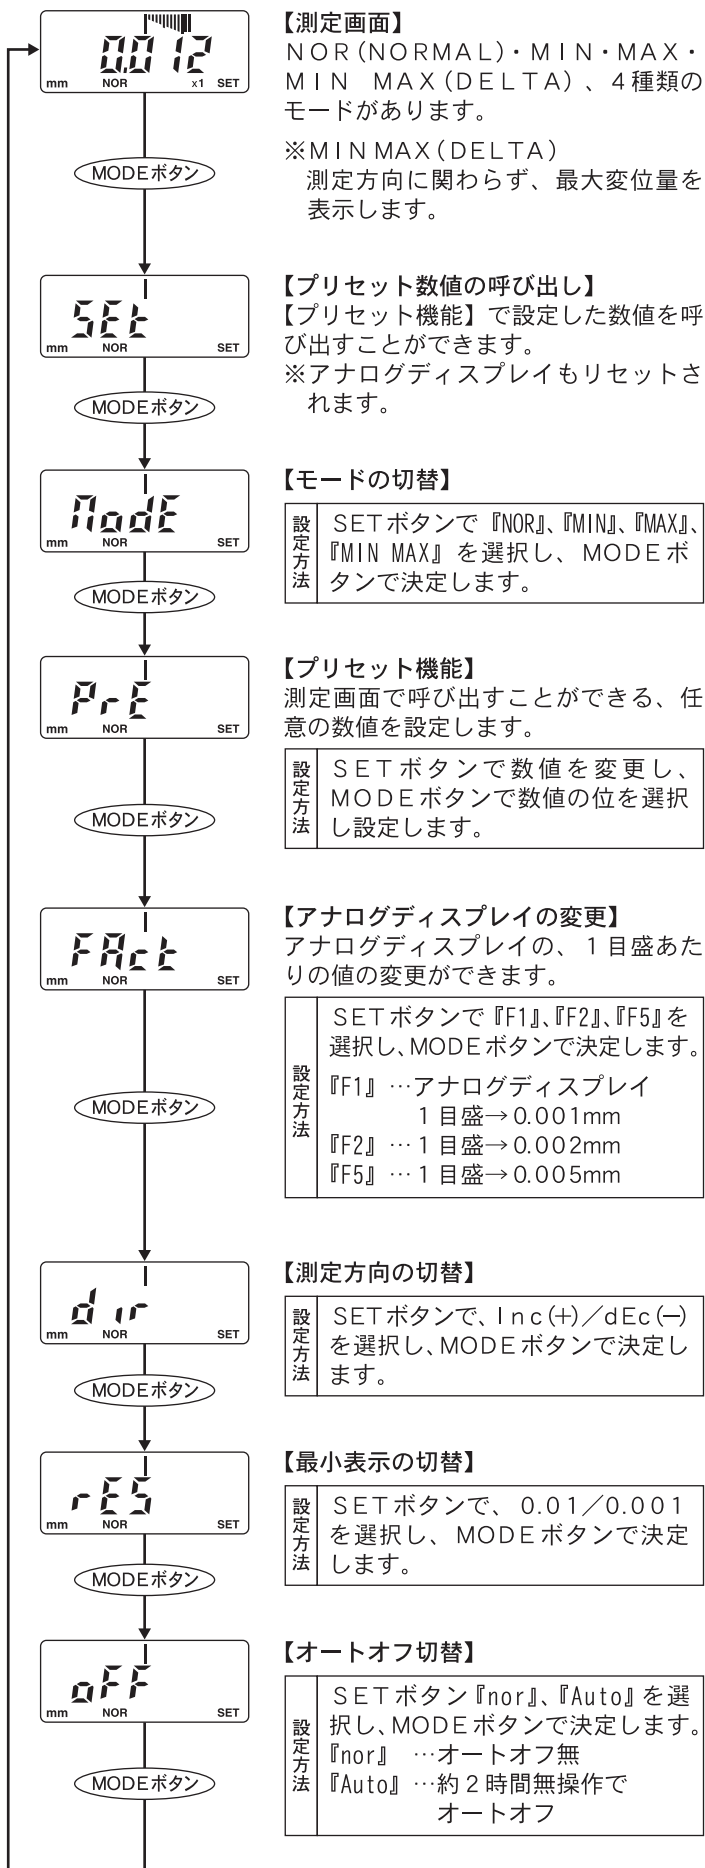 0.012
mm NOR x1 SET
【測定画面】
NOR(NORMAL)・MIN・MAX・
MIN MAX(DELTA)、4種類の
モードがあります。
※MIN MAX(DELTA)
測定方向に関わらず、最大変位量を
表示します。
MODEボタン
SEt
mm NOR SET
【プリセット数値の呼び出し】
【プリセット機能】で設定した数値を呼
び出すことができます。
※アナログディスプレイもリセットさ
れます。
MODEボタン
ModE
mm NOR SET
【モードの切替】
設定方法
SETボタンで『NOR』、『MIN』、『MAX』、
『MIN MAX』を選択し、MODEボ
タンで決定します。
MODEボタン
PrE
mm NOR SET
【プリセット機能】
測定画面で呼び出すことができる、任
意の数値を設定します。
設定方法
SETボタンで数値を変更し、
MODEボタンで数値の位を選択
し設定します。
MODEボタン
FAct
mm NOR SET
【アナログディスプレイの変更】
アナログディスプレイの、1目盛あた
りの値の変更ができます。
設定方法
SETボタンで『F1』、『F2』、『F5』を
選択し、MODEボタンで決定します。
『F1』…アナログディスプレイ
1目盛→0.001mm
『F2』…1目盛→0.002mm
『F5』…1目盛→0.005mm
MODEボタン
dir
mm NOR SET
【測定方向の切替】
設定方法
SETボタンで、Inc(+)/dEc(−)
を選択し、MODEボタンで決定し
ます。
MODEボタン
rES
mm NOR SET
【最小表示の切替】
設定方法
SETボタンで、0.01/0.001
を選択し、MODEボタンで決定
します。
MODEボタン
oFF
mm NOR SET
【オートオフ切替】
設定方法
SETボタン『nor』、『Auto』を選
択し、MODEボタンで決定します。
『nor』…オートオフ無
『Auto』…約2時間無操作で
オートオフ
MODEボタン